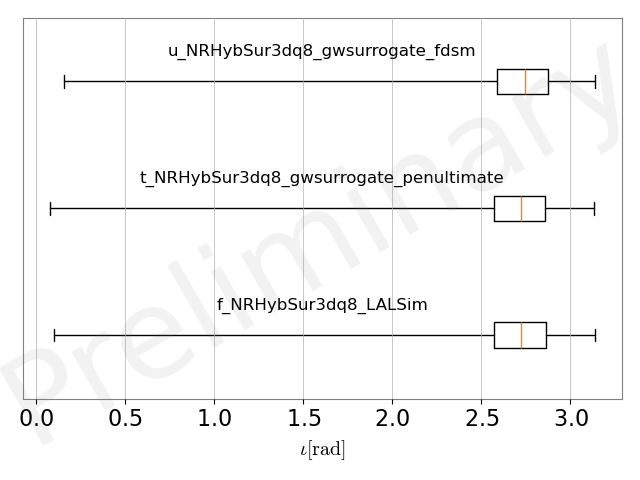 u_NRHybSur3dq8_gwsurrogate_fdsm
t_NRHybSur3dq8_gwsurrogate_penultimate
f_NRHybSur3dq8_LALSim
Preliminary
0.0 0.5 1.0 1.5 2.0 2.5 3.0
ι[rad]